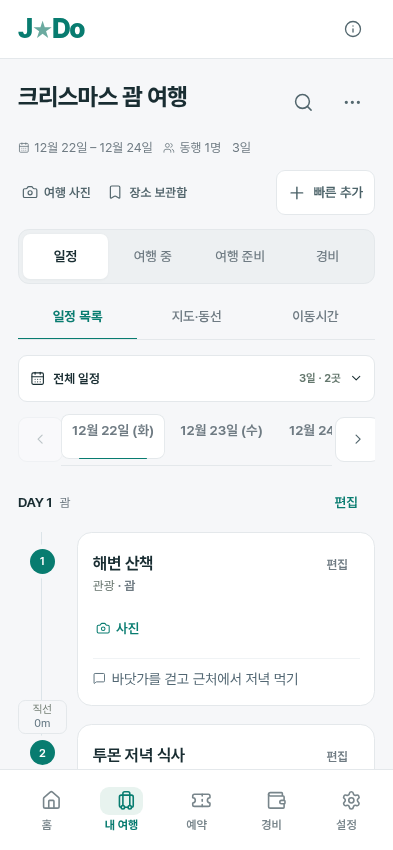 J★Do
크리스마스 괌 여행
12월 22일 – 12월 24일 동행 1명 3일
여행 사진 장소 보관함 빠른 추가
일정 여행 중 여행 준비 경비
일정 목록 지도·동선 이동시간
전체 일정 3일 · 2곳
12월 22일 (화) 12월 23일 (수) 12월 24
DAY 1 괌 편집
1
해변 산책 편집
관광 · 괌
사진
바닷가를 걷고 근처에서 저녁 먹기
직선
0m
2
투몬 저녁 식사 편집
홈 내 여행 예약 경비 설정